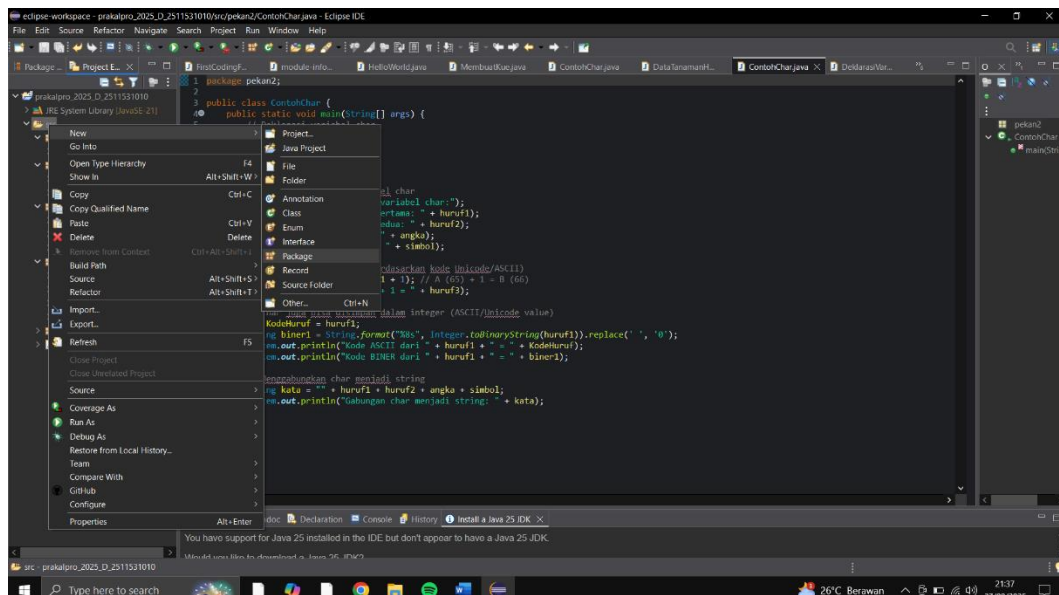 eclipse-workspace - prakalpro_2025_D_2511531010/src/pekan2/ContohChar.java - Eclipse IDE
File Edit Source Refactor Navigate Search Project Run Window Help
Package ... Project E... FirstCodingF... module-info... HelloWorld.java MembuatKue.java ContohChar.java DataTanamanH... ContohChar.java DeklarasiVar...
prakalpro_2025_D_2511531010
JRE System Library [JavaSE-21]
New
Go Into
Open Type Hierarchy F4
Show In Alt+Shift+W >
Copy Ctrl+C
Copy Qualified Name
Paste Ctrl+V
Delete Delete
Remove from Context Ctrl+Alt+Shift+↓
Build Path
Source Alt+Shift+S >
Refactor Alt+Shift+T >
Import...
Export...
Refresh F5
Close Project
Close Unrelated Project
Source
Coverage As
Run As
Debug As
Restore from Local History...
Team
Compare With
GitHub
Configure
Properties Alt+Enter
Project...
Java Project
File
Folder
Annotation
Class
Enum
Interface
Package
Record
Source Folder
Other... Ctrl+N
1 package pekan2;
2
3 public class ContohChar {
4 public static void main(String[] args) {
el char
variabel char:");
ertama: " + huruf1);
edua: " + huruf2);
" + angka);
" + simbol);
rdasarkan kode Unicode/ASCII)
1 + 1); // A (65) + 1 = B (66)
+ 1 = " + huruf3);
dalam integer (ASCII/Unicode value)
KodeHuruf = huruf1;
ng biner1 = String.format("%8s", Integer.toBinaryString(huruf1)).replace(' ', '0');
em.out.println("Kode ASCII dari " + huruf1 + " = " + KodeHuruf);
em.out.println("Kode BINER dari " + huruf1 + " = " + biner1);
enggabungkan char menjadi string
ng kata = "" + huruf1 + huruf2 + angka + simbol;
em.out.println("Gabungan char menjadi string: " + kata);
pekan2
ContohChar
main(Stri
doc Declaration Console History Install a Java 25 JDK
You have support for Java 25 installed in the IDE but don't appear to have a Java 25 JDK.
Would you like to download a Java 25 JDK?
src - prakalpro_2025_D_2511531010
Type here to search
26°C Berawan
21:37